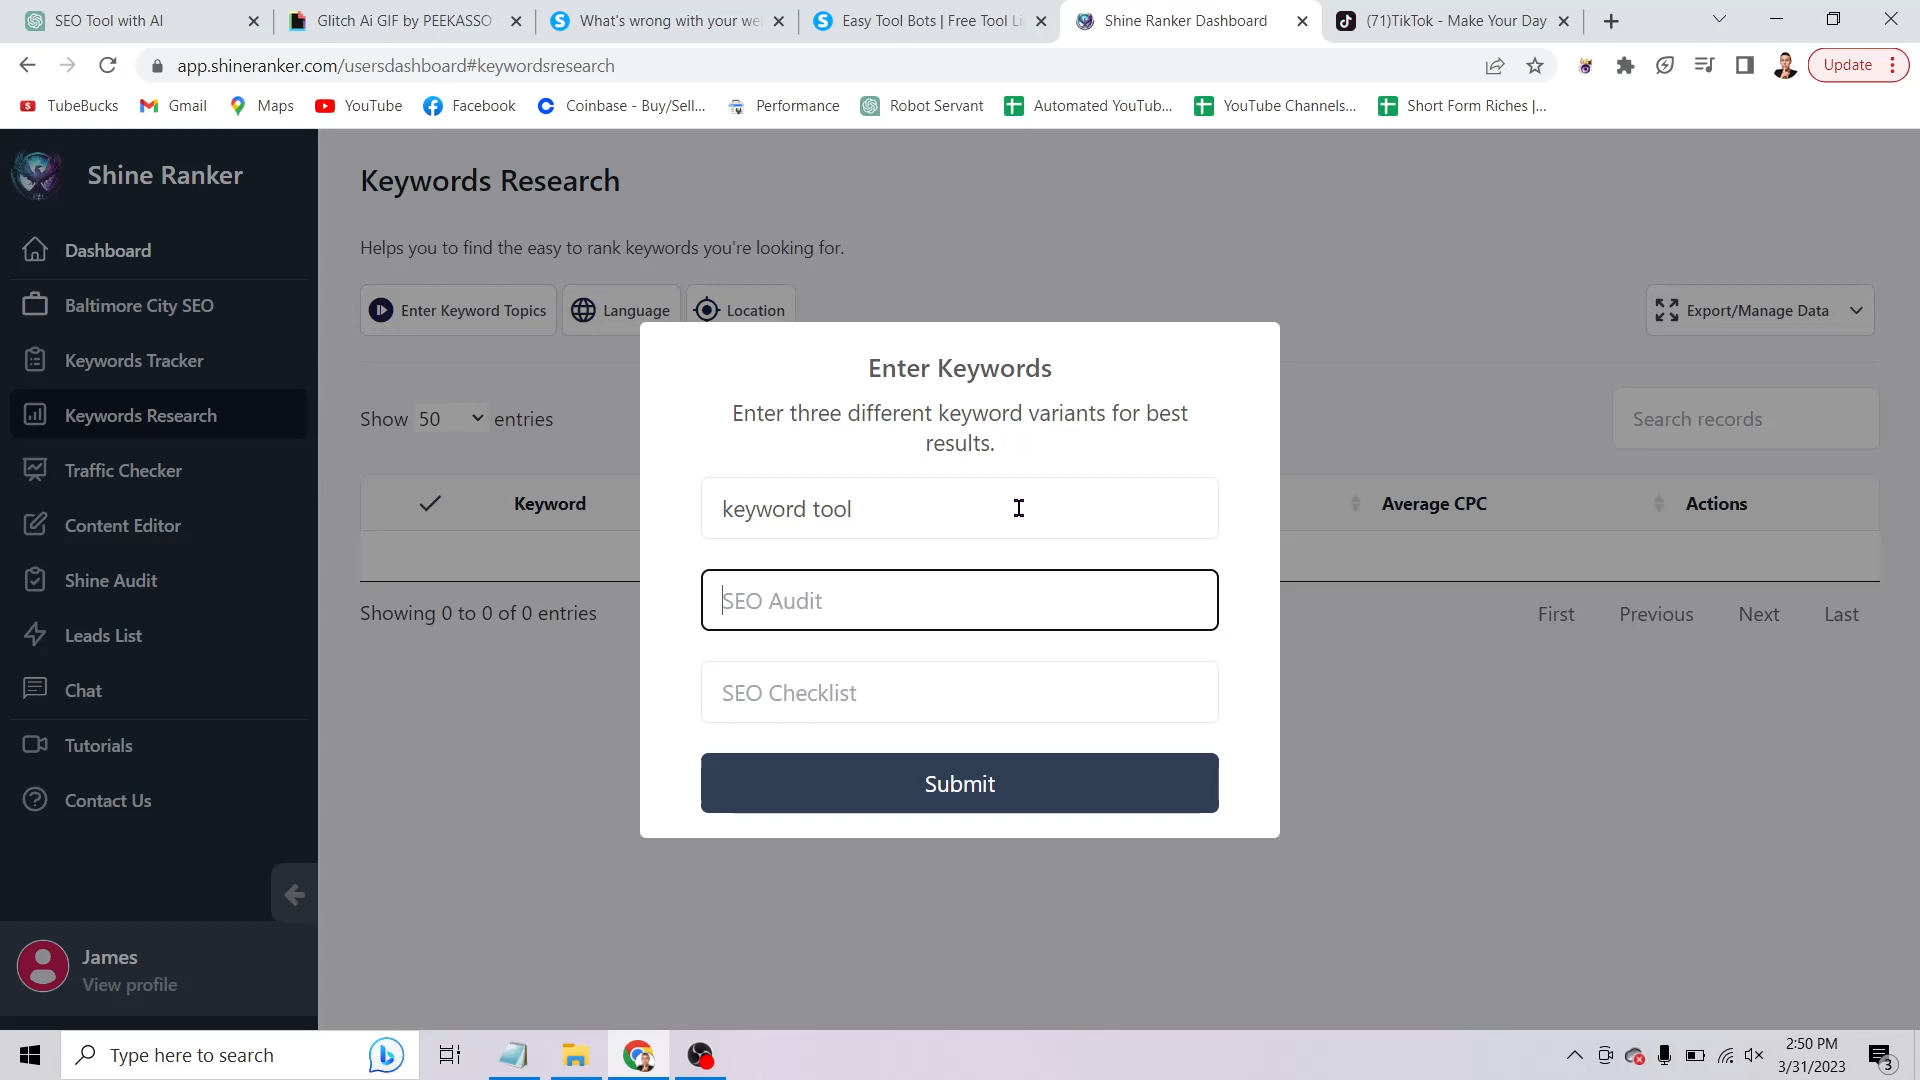 SEO Tool with AI
Glitch Ai GIF by PEEKASSO
What's wrong with your we
Easy Tool Bots | Free Tool Li
Shine Ranker Dashboard
(71)TikTok - Make Your Day
app.shineranker.com/usersdashboard#keywordsresearch
Update
TubeBucks
Gmail
Maps
YouTube
Facebook
Coinbase - Buy/Sell...
Performance
Robot Servant
Automated YouTub...
YouTube Channels...
Short Form Riches |...
Shine Ranker
Dashboard
Baltimore City SEO
Keywords Tracker
Keywords Research
Traffic Checker
Content Editor
Shine Audit
Leads List
Chat
Tutorials
Contact Us
James
View profile
Keywords Research
Helps you to find the easy to rank keywords you're looking for.
Enter Keyword Topics
Language
Location
Export/Manage Data
Show 50 entries
Search records
Keyword
Average CPC
Actions
Showing 0 to 0 of 0 entries
First
Previous
Next
Last
Enter Keywords
Enter three different keyword variants for best
results.
keyword tool
SEO Audit
SEO Checklist
Submit
Type here to search
2:50 PM
3/31/2023
3